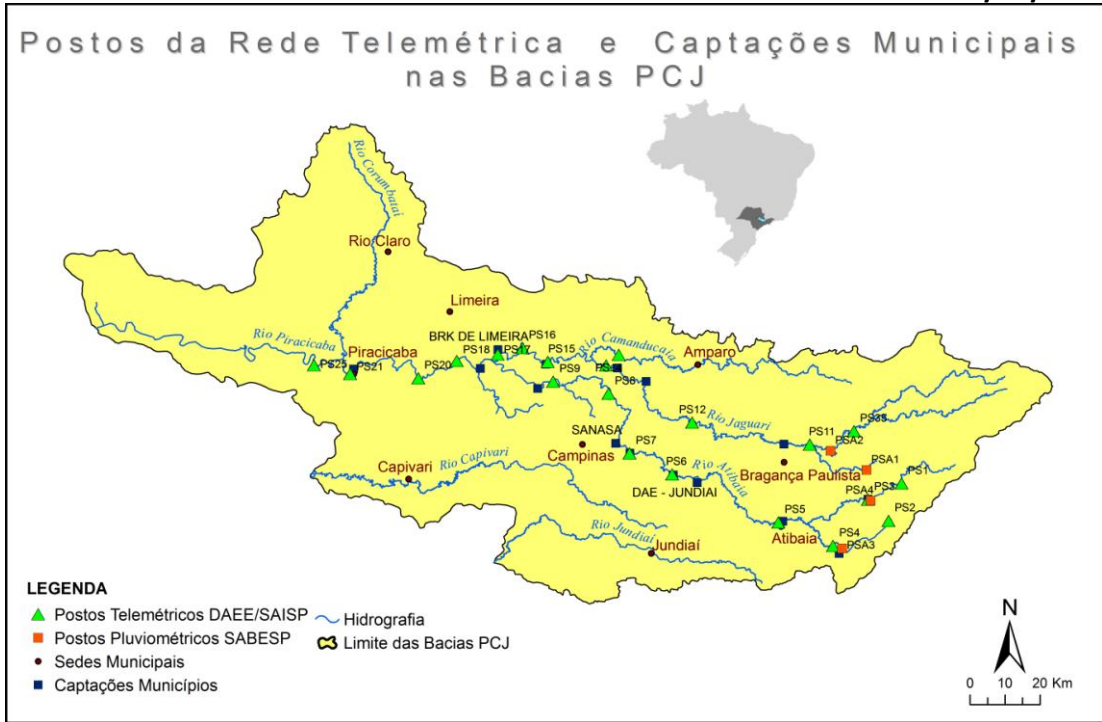 Postos da Rede Telemétrica e Captações Municipais
nas Bacias PCJ
Rio Corumbataí
Rio Claro
Limeira
BRK DE LIMEIRA
PS16
PS18
PS17
PS15
Rio Camanducaia
Amparo
Rio Piracicaba
Piracicaba
PS25
PS21
PS20
PS9
PS8
PS12
Rio Jaguari
PS38
PS11
PSA2
SANASA
PS7
Campinas
PSA1
Bragança Paulista
PS1
Capivari
Rio Capivari
PS6
Rio Atibaia
PSA4
PS3
DAE - JUNDIAI
PS2
PS5
Atibaia
PS4
PSA3
Rio Jundiaí
Jundiaí
LEGENDA
Postos Telemétricos DAEE/SAISP
Hidrografia
Postos Pluviométricos SABESP
Limite das Bacias PCJ
Sedes Municipais
Captações Municípios
N
0 10 20 Km